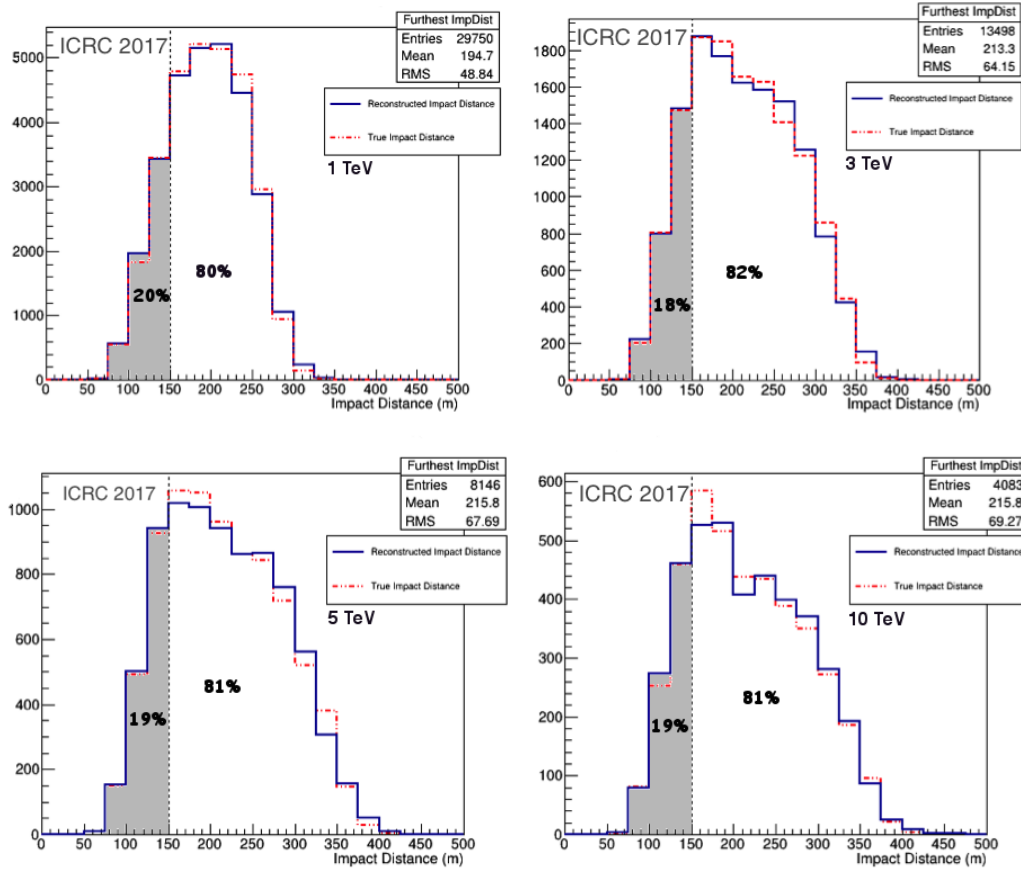 ICRC 2017
Furthest ImpDist
Entries 29750
Mean 194.7
RMS 48.84
Reconstructed Impact Distance
True Impact Distance
1 TeV
5000
4000
3000
2000
1000
0
20%
80%
0 50 100 150 200 250 300 350 400 450 500
Impact Distance (m)
ICRC 2017
Furthest ImpDist
Entries 13498
Mean 213.3
RMS 64.15
Reconstructed Impact Distance
True Impact Distance
3 TeV
1800
1600
1400
1200
1000
800
600
400
200
0
18%
82%
0 50 100 150 200 250 300 350 400 450 500
Impact Distance (m)
ICRC 2017
Furthest ImpDist
Entries 8146
Mean 215.8
RMS 67.69
Reconstructed Impact Distance
True Impact Distance
5 TeV
1000
800
600
400
200
0
19%
81%
0 50 100 150 200 250 300 350 400 450 500
Impact Distance (m)
ICRC 2017
Furthest ImpDist
Entries 4083
Mean 215.8
RMS 69.27
Reconstructed Impact Distance
True Impact Distance
10 TeV
600
500
400
300
200
100
0
19%
81%
0 50 100 150 200 250 300 350 400 450 500
Impact Distance (m)